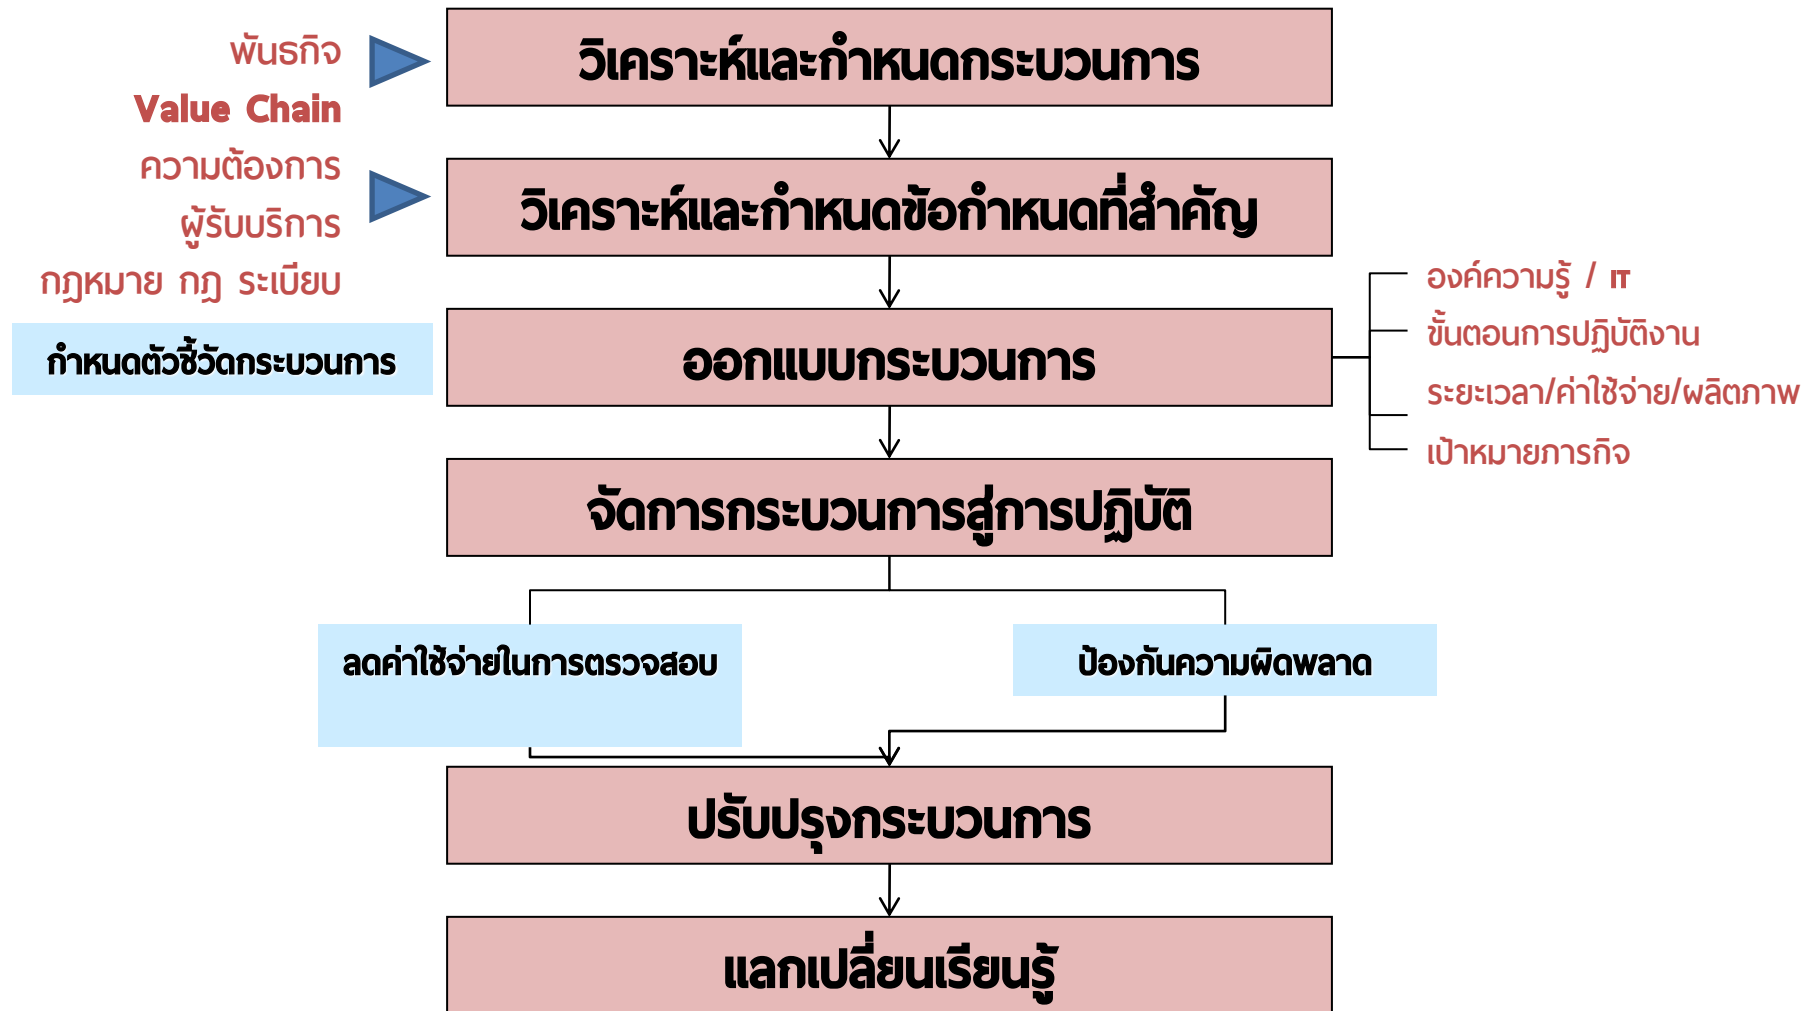 วิเคราะห์และกำหนดกระบวนการ
พันธกิจ
Value Chain
ความต้องการ
ผู้รับบริการ
กฎหมาย กฎ ระเบียบ
วิเคราะห์และกำหนดข้อกำหนดที่สำคัญ
กำหนดตัวชี้วัดกระบวนการ
ออกแบบกระบวนการ
องค์ความรู้ / IT
ขั้นตอนการปฏิบัติงาน
ระยะเวลา/ค่าใช้จ่าย/ผลิตภาพ
เป้าหมายภารกิจ
จัดการกระบวนการสู่การปฏิบัติ
ลดค่าใช้จ่ายในการตรวจสอบ
ป้องกันความผิดพลาด
ปรับปรุงกระบวนการ
แลกเปลี่ยนเรียนรู้